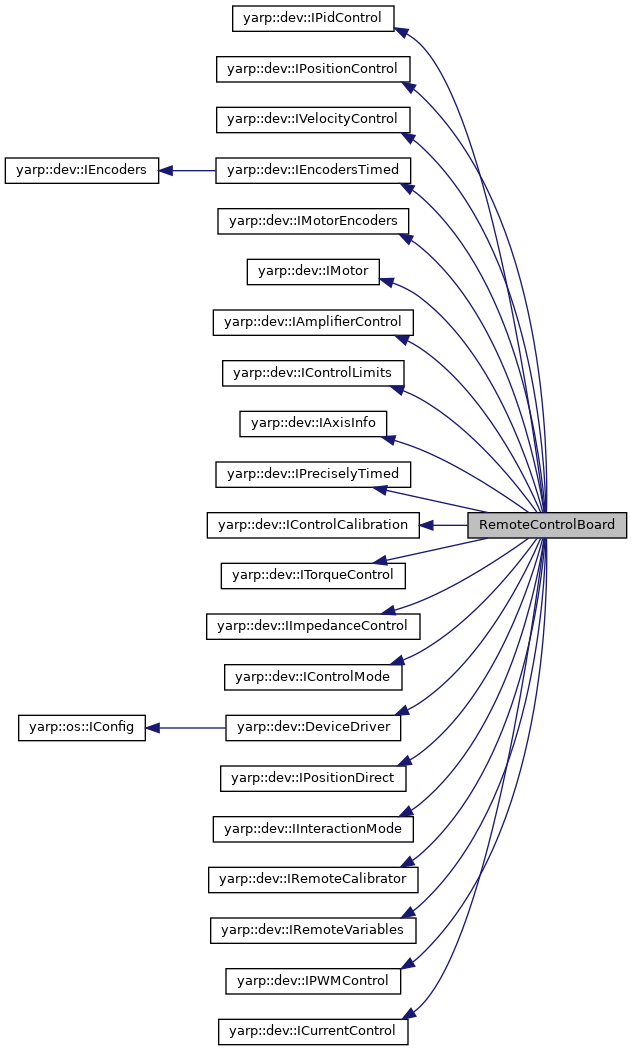 yarp::dev::IPidControl
yarp::dev::IPositionControl
yarp::dev::IVelocityControl
yarp::dev::IEncoders
yarp::dev::IEncodersTimed
yarp::dev::IMotorEncoders
yarp::dev::IMotor
yarp::dev::IAmplifierControl
yarp::dev::IControlLimits
yarp::dev::IAxisInfo
yarp::dev::IPreciselyTimed
yarp::dev::IControlCalibration
RemoteControlBoard
yarp::dev::ITorqueControl
yarp::dev::IImpedanceControl
yarp::dev::IControlMode
yarp::os::IConfig
yarp::dev::DeviceDriver
yarp::dev::IPositionDirect
yarp::dev::IInteractionMode
yarp::dev::IRemoteCalibrator
yarp::dev::IRemoteVariables
yarp::dev::IPWMControl
yarp::dev::ICurrentControl